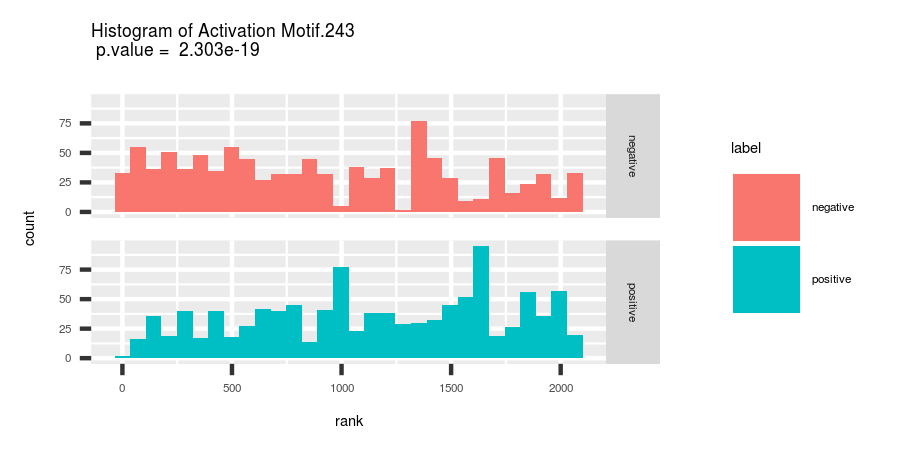 Histogram of Activation Motif.243
p.value = 2.303e-19
count
75
50
25
0
negative
75
50
25
0
positive
0 500 1000 1500 2000
rank
label
negative
positive